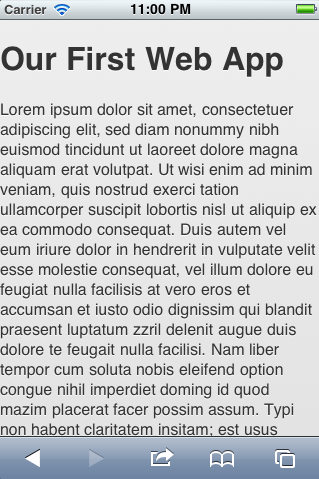 Carrier 11:00 PM
Our First Web App
Lorem ipsum dolor sit amet, consectetuer
adipiscing elit, sed diam nonummy nibh
euismod tincidunt ut laoreet dolore magna
aliquam erat volutpat. Ut wisi enim ad minim
veniam, quis nostrud exerci tation
ullamcorper suscipit lobortis nisl ut aliquip ex
ea commodo consequat. Duis autem vel
eum iriure dolor in hendrerit in vulputate velit
esse molestie consequat, vel illum dolore eu
feugiat nulla facilisis at vero eros et
accumsan et iusto odio dignissim qui blandit
praesent luptatum zzril delenit augue duis
dolore te feugait nulla facilisi. Nam liber
tempor cum soluta nobis eleifend option
congue nihil imperdiet doming id quod
mazim placerat facer possim assum. Typi
non habent claritatem insitam; est usus